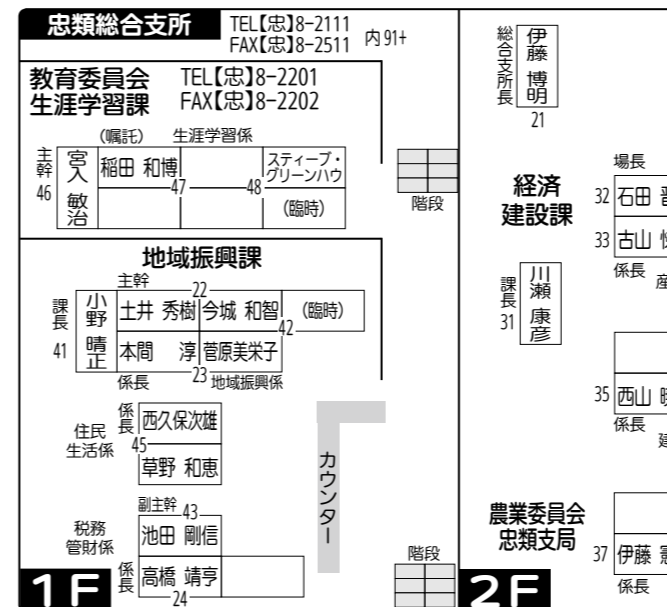 忠類総合支所
TEL【忠】8-2111
FAX【忠】8-2511
内91+
教育委員会
生涯学習課
TEL【忠】8-2201
FAX【忠】8-2202
(嘱託)
生涯学習係
主幹
46
宮入 敏治
稲田 和博
47
48
スティーブ・
グリーンハウ
(臨時)
階段
地域振興課
主幹
22
課長
41
小野 晴正
土井 秀樹
今城 和智
(臨時)
42
本間 淳
菅原美栄子
係長
23
地域振興係
住民
生活係
係長
西久保次雄
45
草野 和恵
カウンター
税務
管財係
副主幹
43
池田 剛信
係長
高橋 靖亨
24
階段
1F
総合支所長
伊藤 博明
21
経済
建設課
場長
32
石田
33
古山
係長
産
課長
31
川瀬 康彦
35
西山
係長
建
農業委員会
忠類支局
37
伊藤
係長
2F